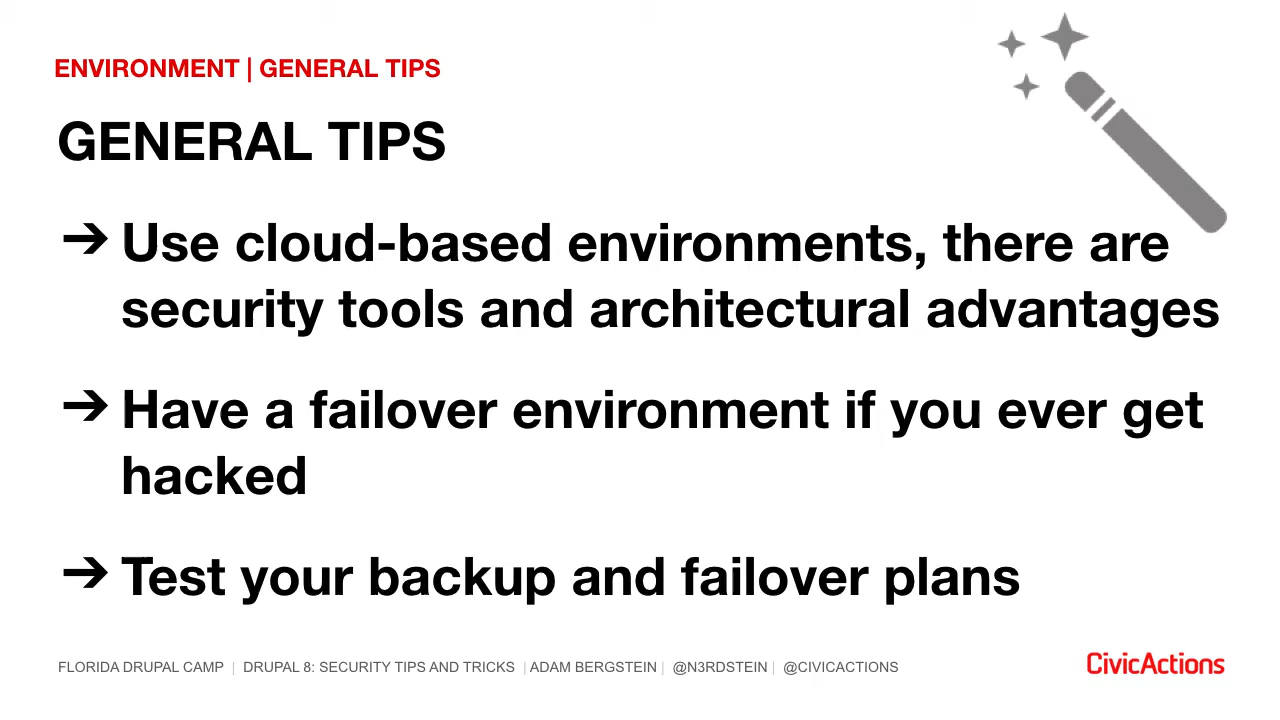 ENVIRONMENT | GENERAL TIPS
GENERAL TIPS
➔ Use cloud-based environments, there are
security tools and architectural advantages
➔ Have a failover environment if you ever get
hacked
➔ Test your backup and failover plans
FLORIDA DRUPAL CAMP | DRUPAL 8: SECURITY TIPS AND TRICKS | ADAM BERGSTEIN | @N3RDSTEIN | @CIVICACTIONS
CivicActions